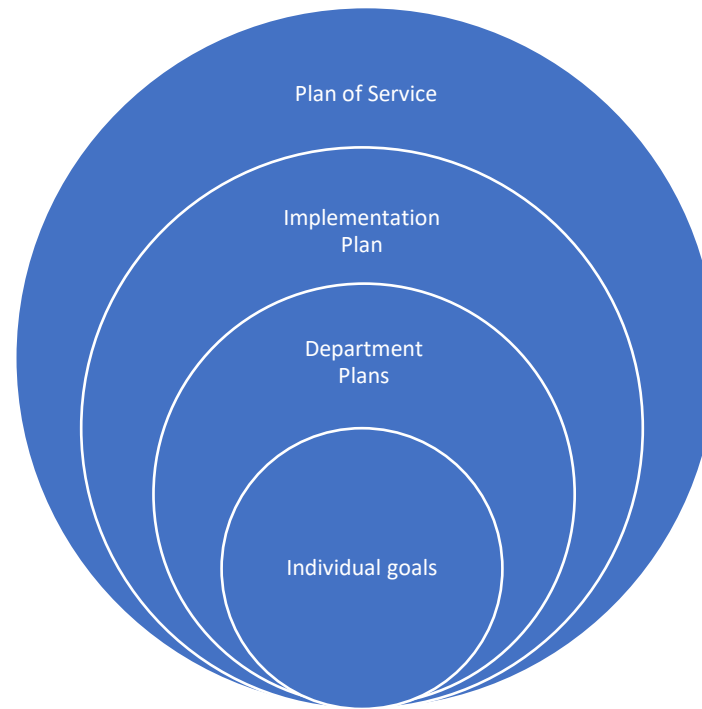 Plan of Service
Implementation
Plan
Department
Plans
Individual goals